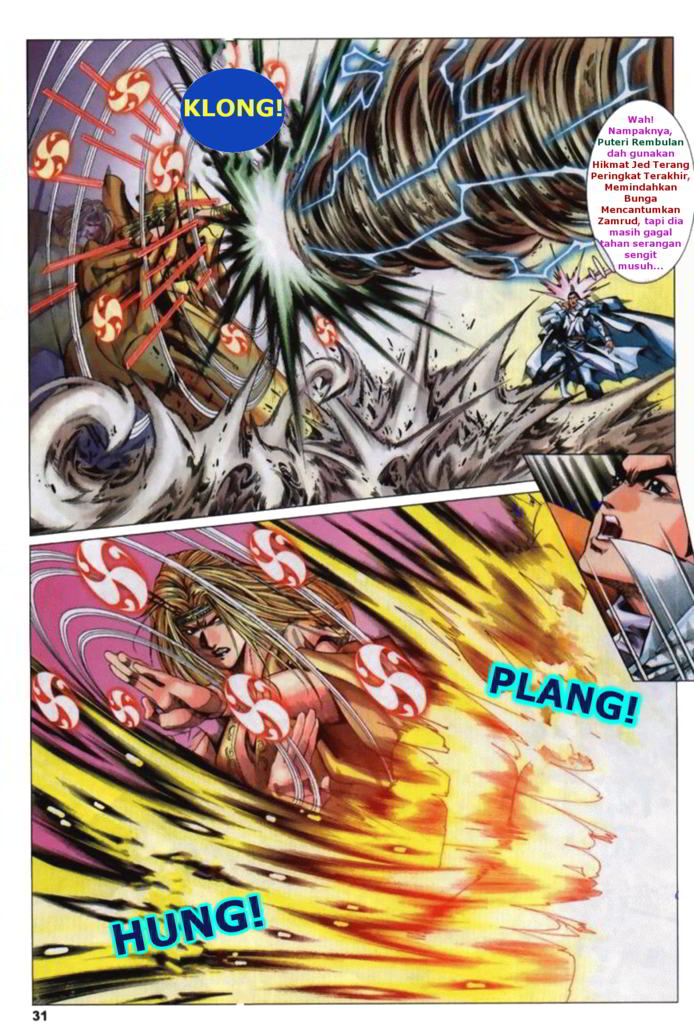 KLONG!
Wah!
Nampaknya,
Puteri Rembulan
dah gunakan
Hikmat Jed Terang
Peringkat Terakhir,
Memindahkan
Bunga
Mencantumkan
Zamrud, tapi dia
masih gagal
tahan serangan
sengit
musuh...
PLANG!
HUNG!
31